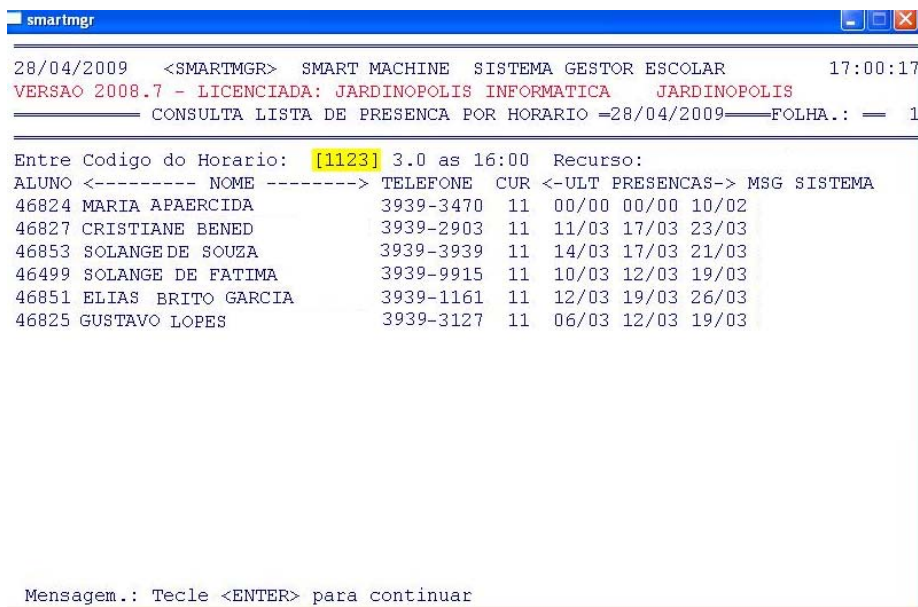 smartmgr
28/04/2009 <SMARTMGR> SMART MACHINE SISTEMA GESTOR ESCOLAR 17:00:17
VERSAO 2008.7 - LICENCIADA: JARDINOPOLIS INFORMATICA JARDINOPOLIS
CONSULTA LISTA DE PRESENCA POR HORARIO =28/04/2009====FOLHA.: == 1
Entre Codigo do Horario: [1123] 3.0 as 16:00 Recurso:
ALUNO <--------- NOME --------> TELEFONE CUR <-ULT PRESENCAS-> MSG SISTEMA
46824 MARIA APAERCIDA 3939-3470 11 00/00 00/00 10/02
46827 CRISTIANE BENED 3939-2903 11 11/03 17/03 23/03
46853 SOLANGE DE SOUZA 3939-3939 11 14/03 17/03 21/03
46499 SOLANGE DE FATIMA 3939-9915 11 10/03 12/03 19/03
46851 ELIAS BRITO GARCIA 3939-1161 11 12/03 19/03 26/03
46825 GUSTAVO LOPES 3939-3127 11 06/03 12/03 19/03
Mensagem.: Tecle <ENTER> para continuar